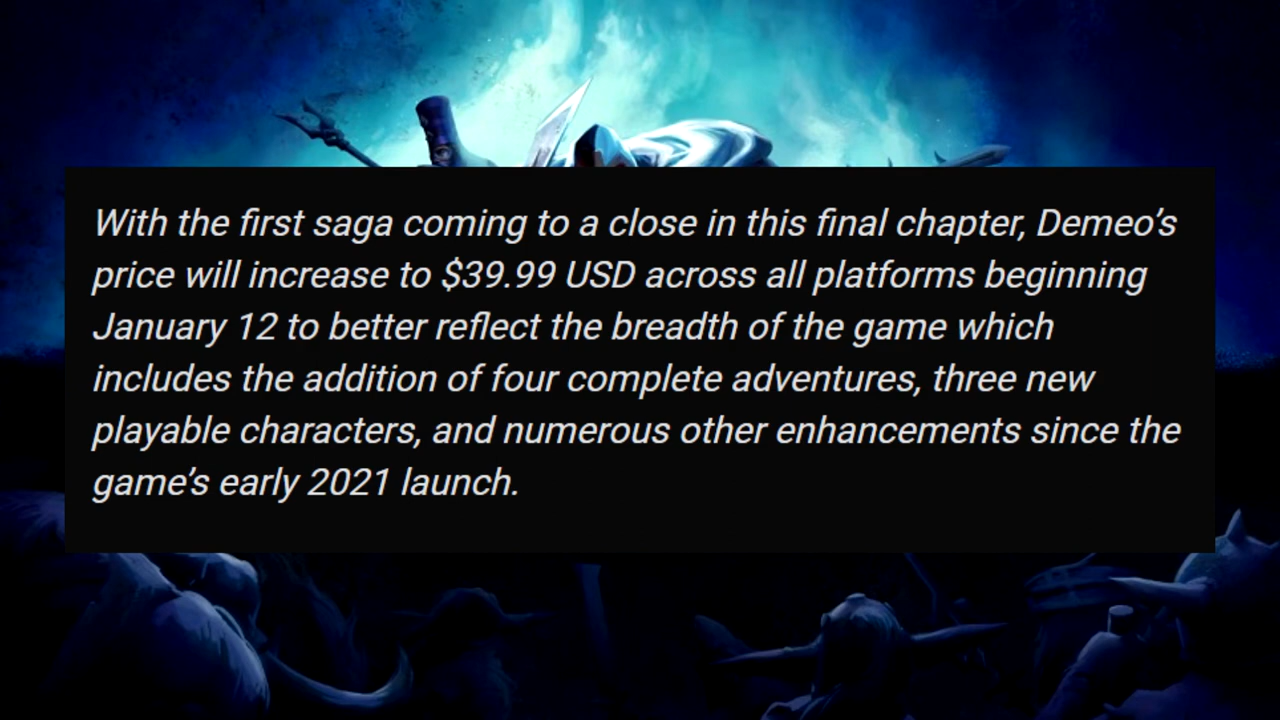 With the first saga coming to a close in this final chapter, Demeo’s
price will increase to $39.99 USD across all platforms beginning
January 12 to better reflect the breadth of the game which
includes the addition of four complete adventures, three new
playable characters, and numerous other enhancements since the
game’s early 2021 launch.